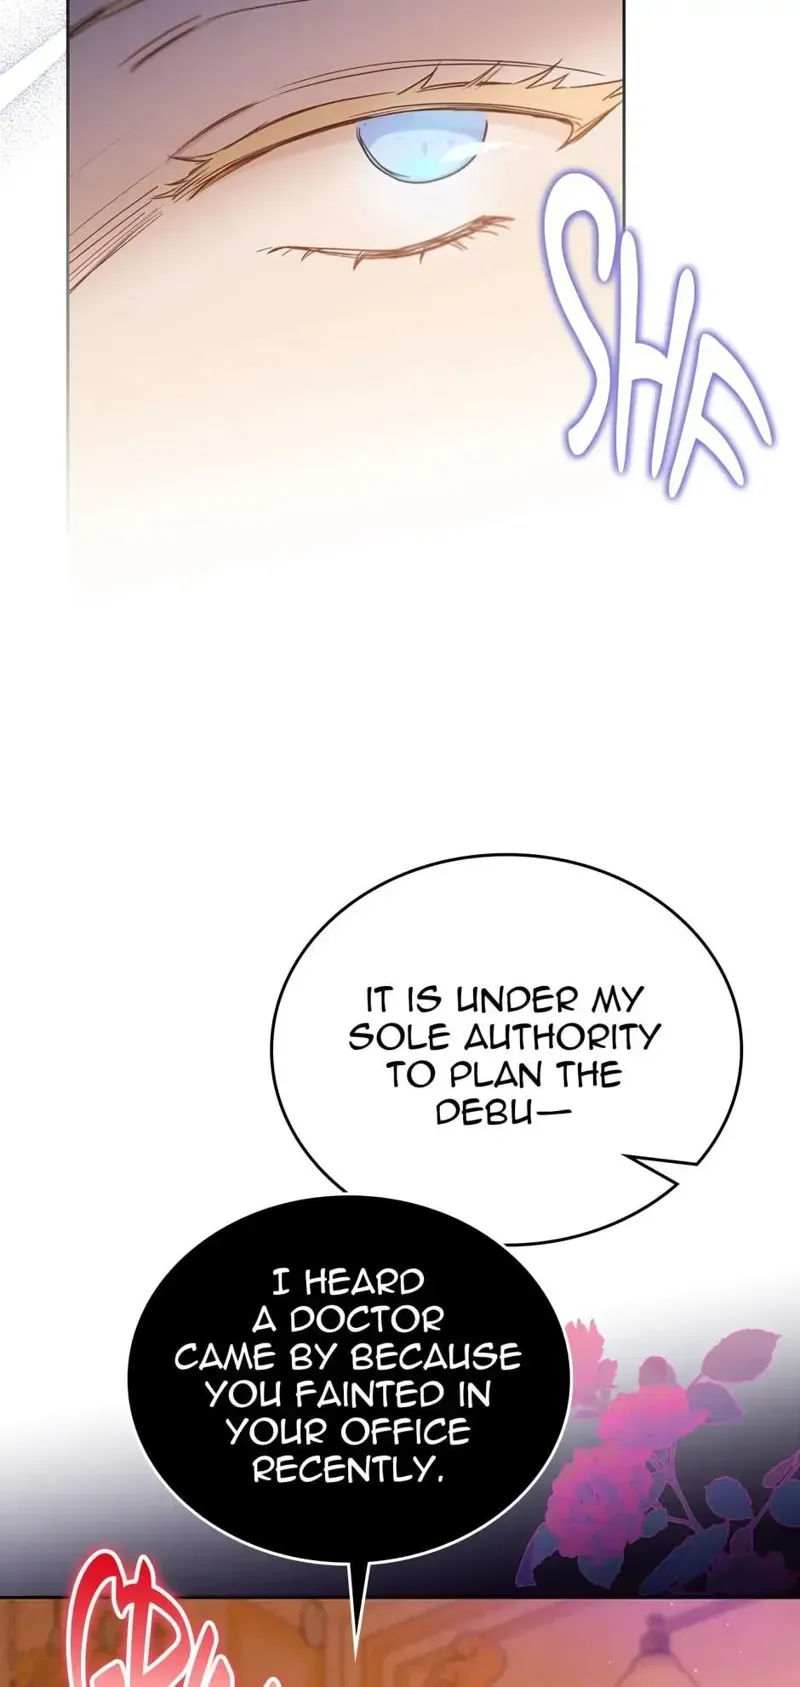 SHF
IT IS UNDER MY
SOLE AUTHORITY
TO PLAN THE
DEBU—
I HEARD
A DOCTOR
CAME BY BECAUSE
YOU FAINTED IN
YOUR OFFICE
RECENTLY.